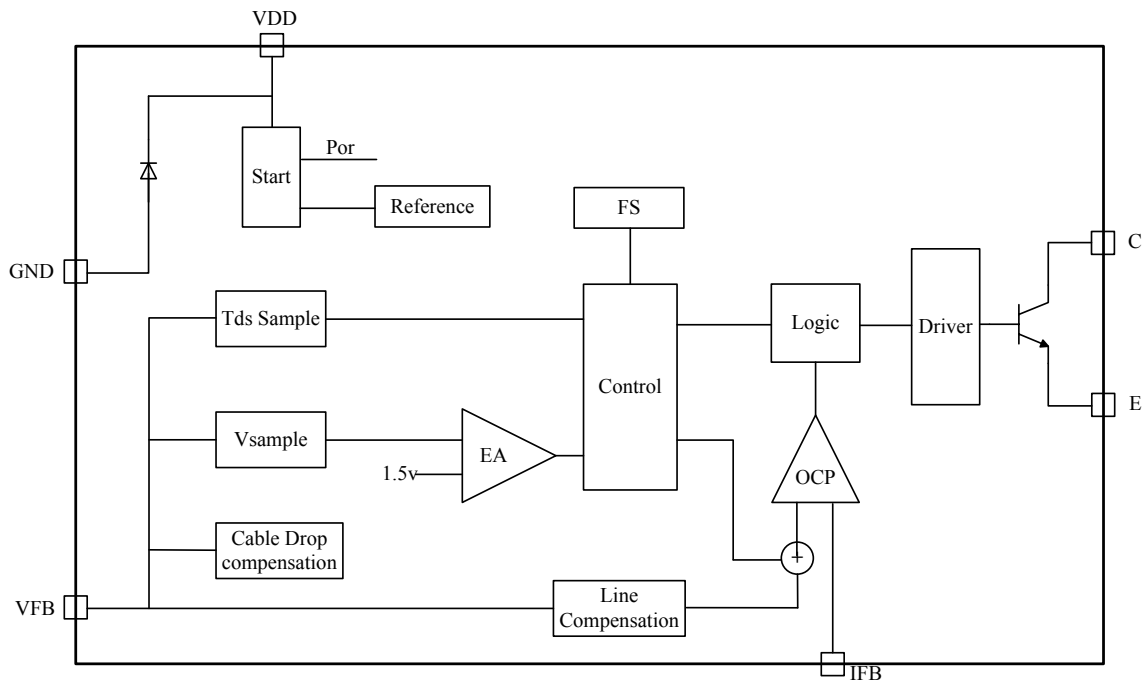 VDD
Por
Start
Reference
FS
GND
C
Tds Sample
Logic
Driver
Control
E
Vsample
EA
1.5v
OCP
Cable Drop
compensation
+
VFB
Line
Compensation
IFB